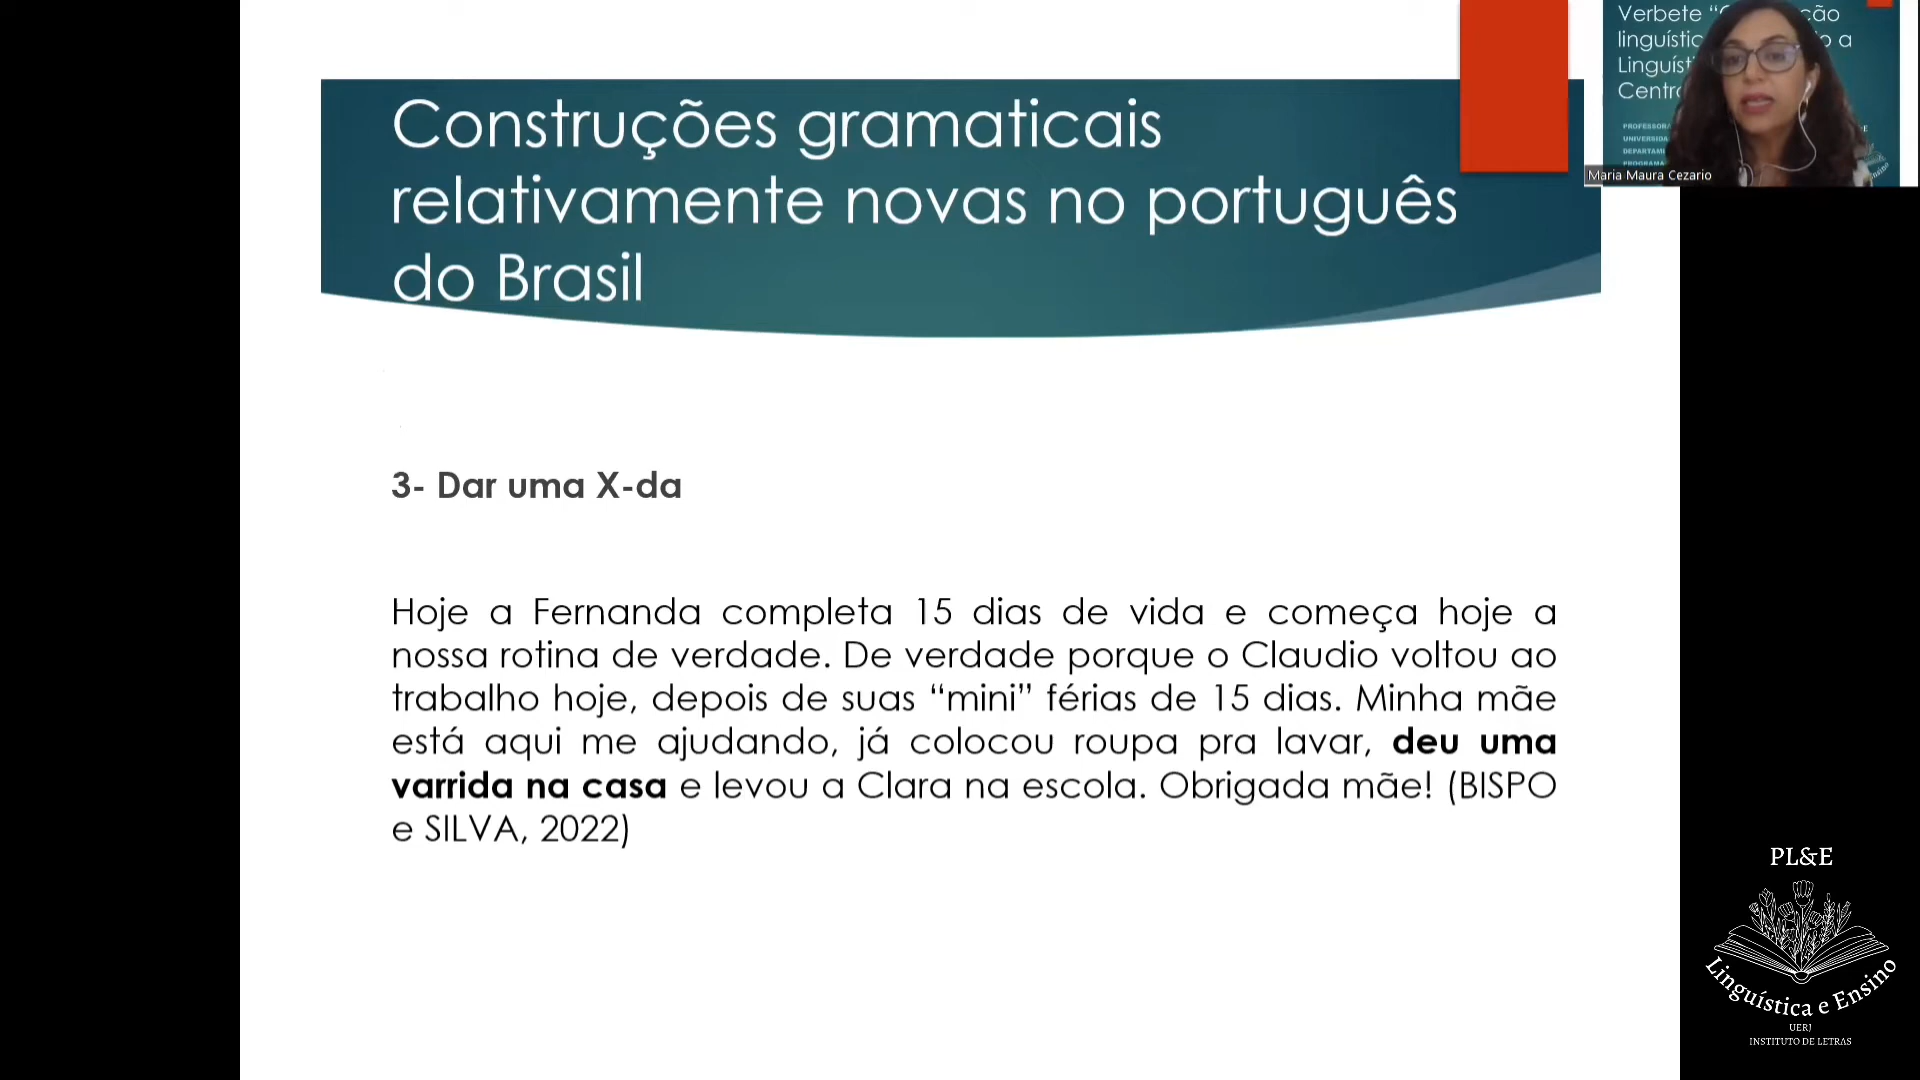 Construções gramaticais
relativamente novas no português
do Brasil
3- Dar uma X-da
Hoje a Fernanda completa 15 dias de vida e começa hoje a
nossa rotina de verdade. De verdade porque o Claudio voltou ao
trabalho hoje, depois de suas “mini” férias de 15 dias. Minha mãe
está aqui me ajudando, já colocou roupa pra lavar, deu uma
varrida na casa e levou a Clara na escola. Obrigada mãe! (BISPO
e SILVA, 2022)
Verbete
Maria Maura Cezario
PL&E
Linguística e Ensino
UERJ
INSTITUTO DE LETRAS